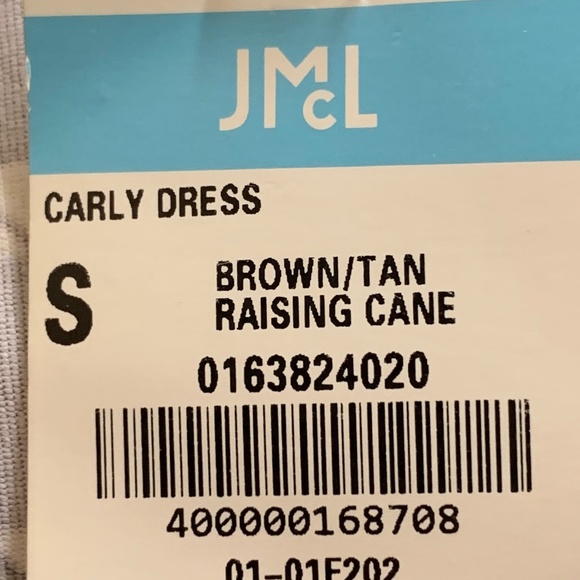 JMcL
CARLY DRESS
S
BROWN/TAN
RAISING CANE
0163824020
400000168708
01-01F202